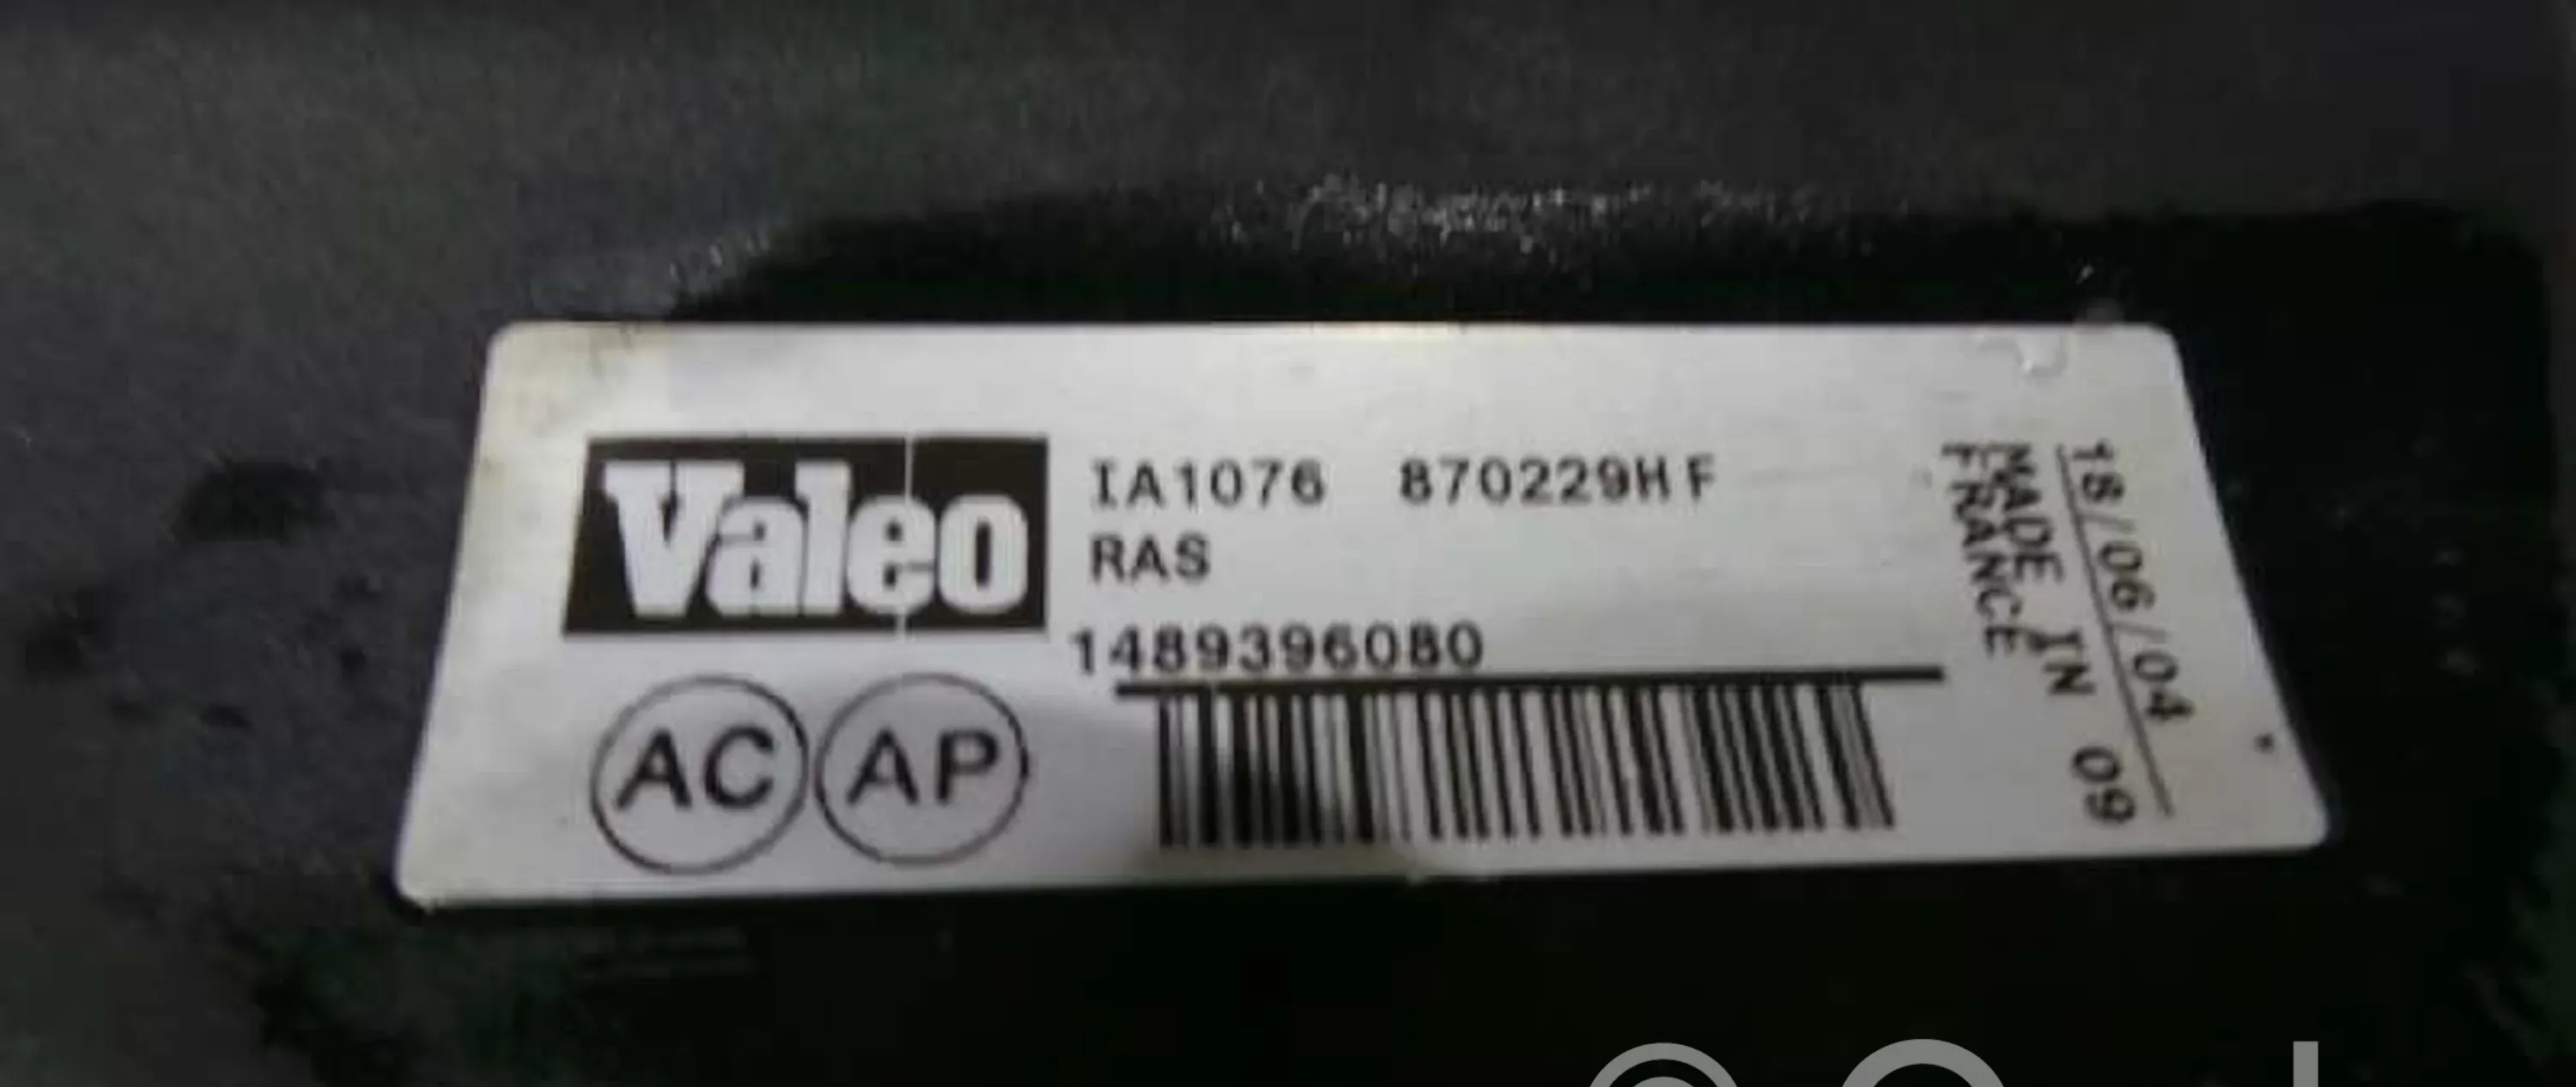 Valeo
IA1076 870229HF
RAS
1489396080
AC AP
18/06/04
MADE IN 09
FRANCE